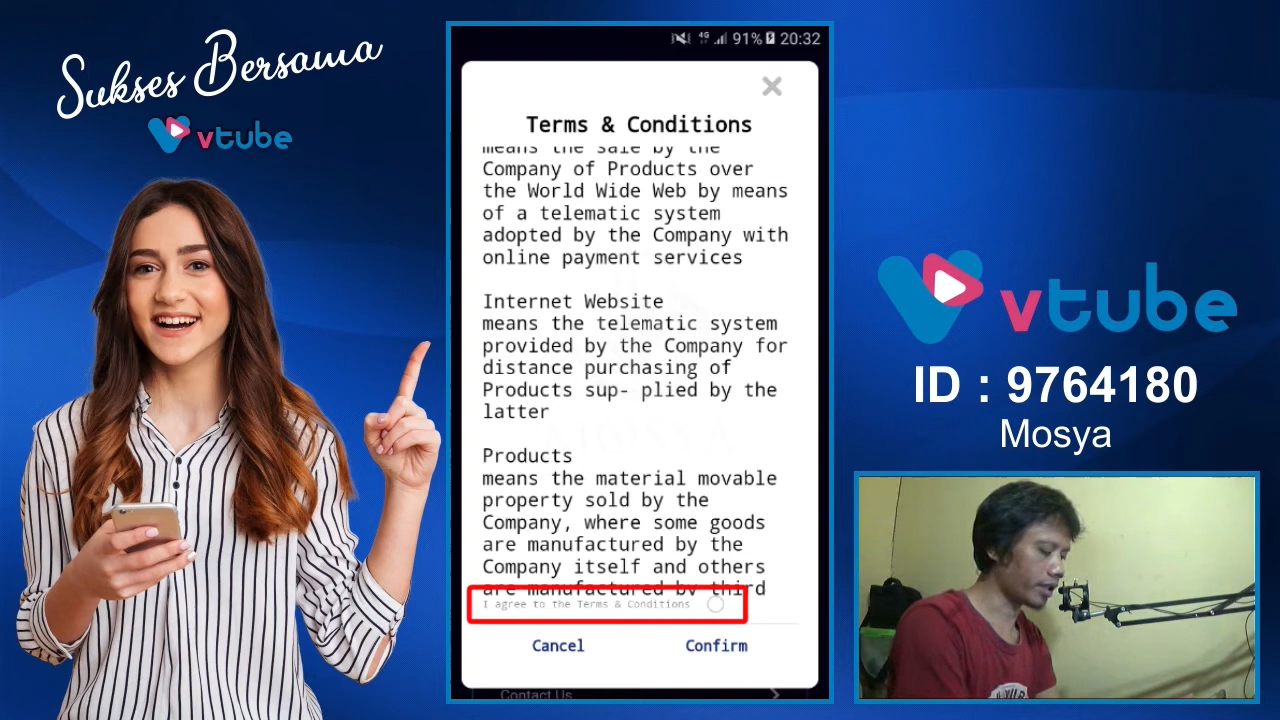 Sukses Bersama
vtube
91% 20:32
4G
Terms & Conditions
means the sale by the
Company of Products over
the World Wide Web by means
of a telematic system
adopted by the Company with
online payment services
Internet Website
means the telematic system
provided by the Company for
distance purchasing of
Products sup- plied by the
latter
Products
means the material movable
property sold by the
Company, where some goods
are manufactured by the
Company itself and others
are manufactured by third
I agree to the Terms & Conditions
Cancel Confirm
Contact Us
vtube
ID : 9764180
Mosya